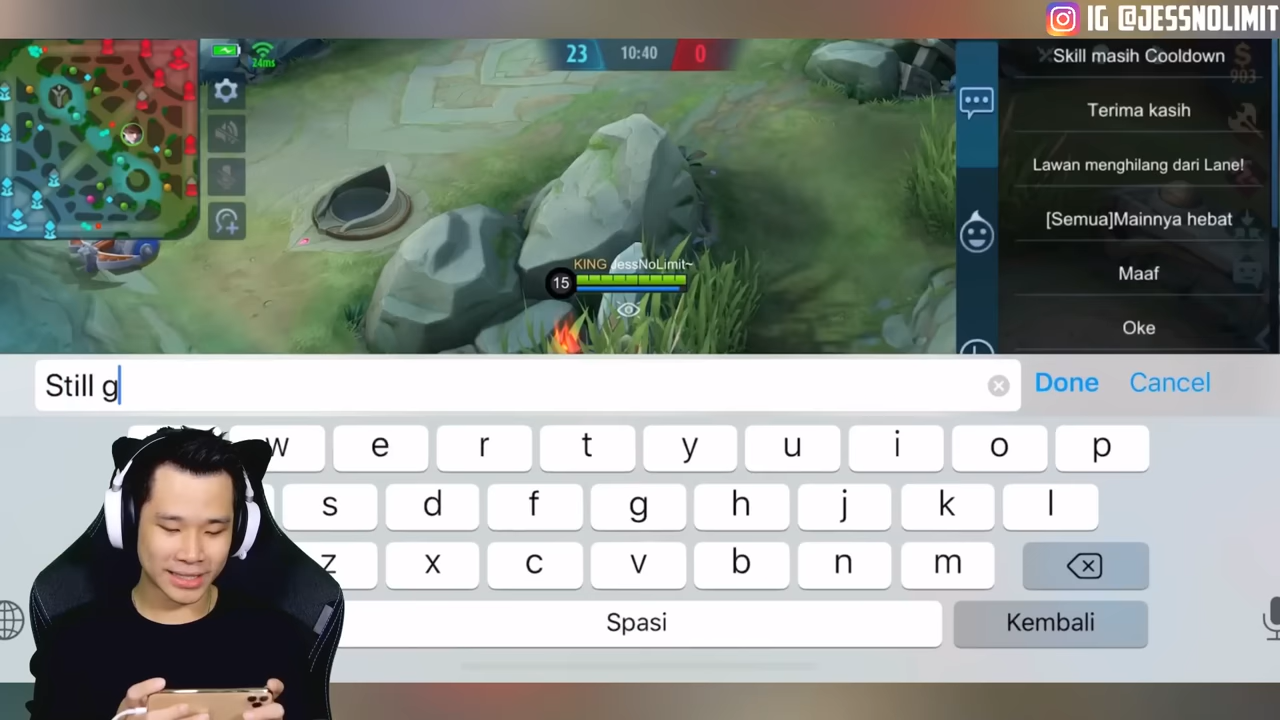 IG @JESSNOLIMIT
24ms
23 10:40 0
Skill masih Cooldown
903
Terima kasih
Lawan menghilang dari Lane!
[Semua]Mainnya hebat
KING jessNoLimit~
15
Maaf
Oke
Still g
Done Cancel
w e r t y u i o p
s d f g h j k l
z x c v b n m
Spasi Kembali